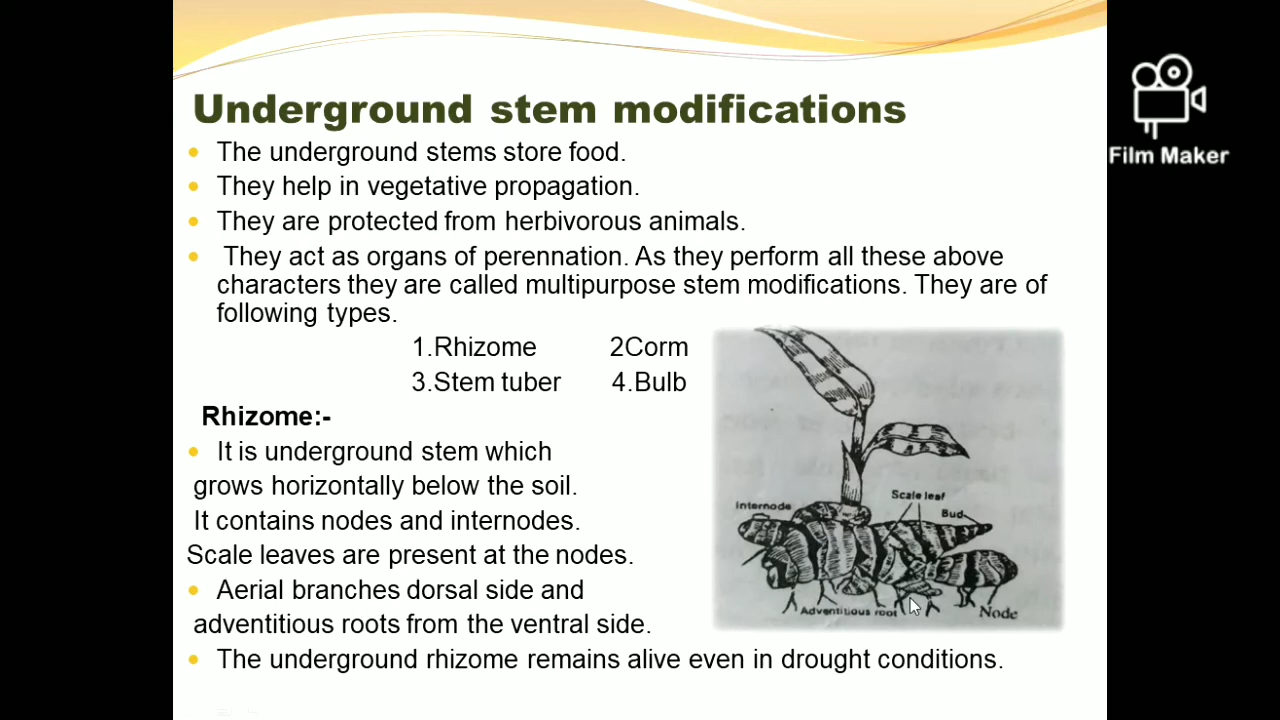 Underground stem modifications
The underground stems store food.
They help in vegetative propagation.
They are protected from herbivorous animals.
They act as organs of perennation. As they perform all these above
characters they are called multipurpose stem modifications. They are of
following types.
1.Rhizome 2Corm
3.Stem tuber 4.Bulb
Rhizome:-
It is underground stem which
grows horizontally below the soil.
It contains nodes and internodes.
Scale leaves are present at the nodes.
Aerial branches dorsal side and
adventitious roots from the ventral side.
The underground rhizome remains alive even in drought conditions.
Scale leaf
Internode
Bud
Adventitious root
Node
Film Maker